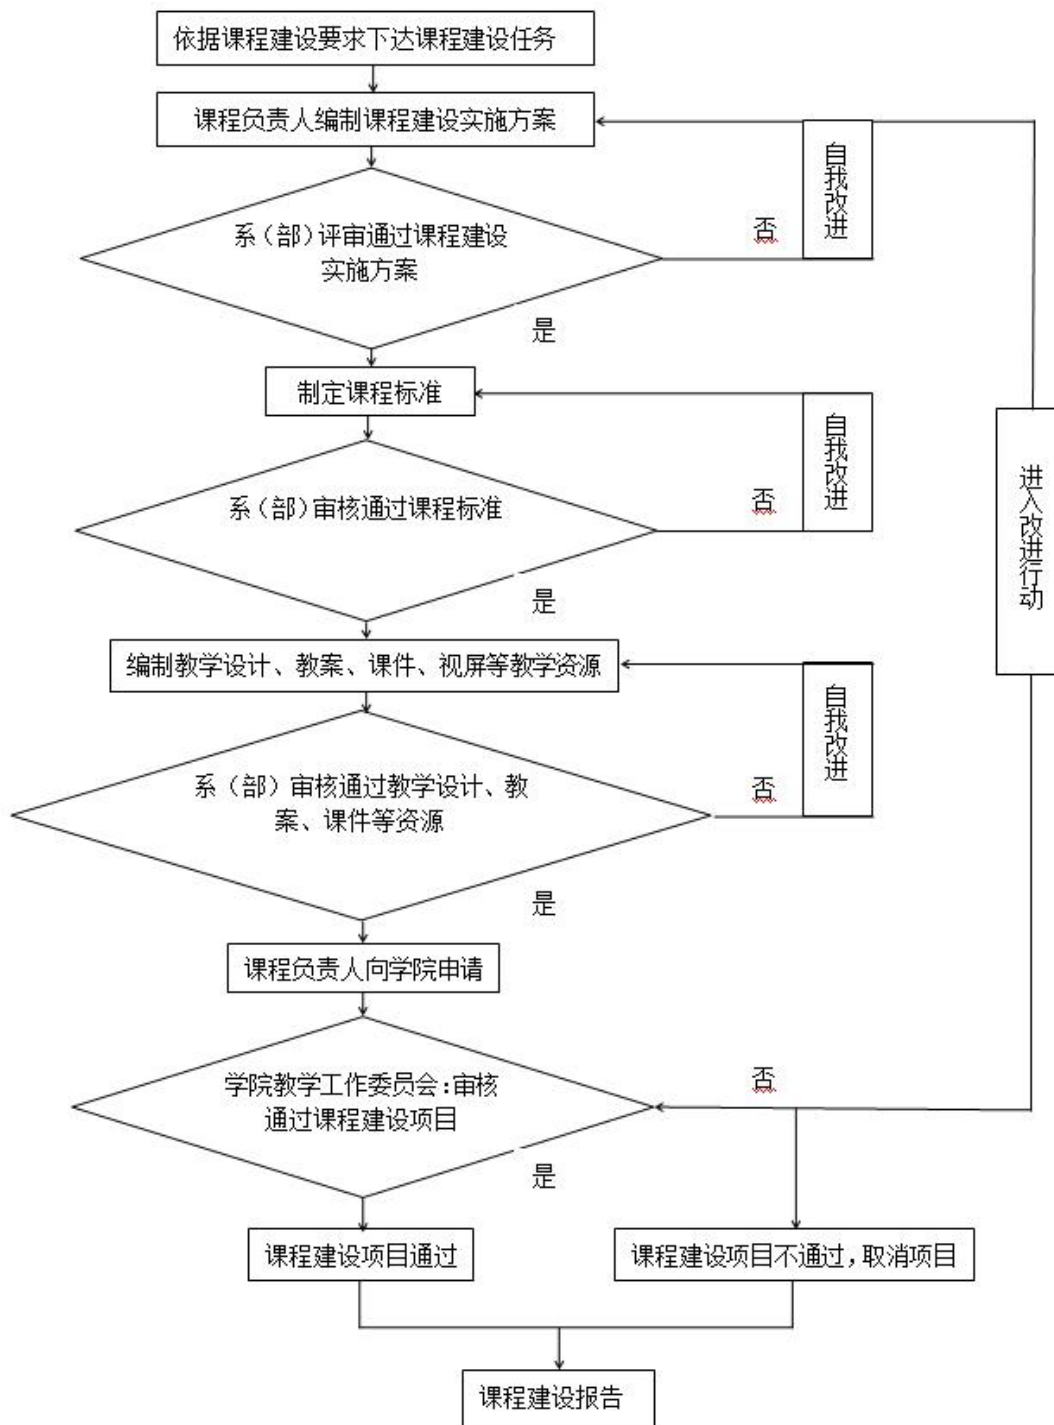 依据课程建设要求下达课程建设任务
课程负责人编制课程建设实施方案
自我改进
系（部）评审通过课程建设
实施方案
否
是
制定课程标准
自我改进
系（部）审核通过课程标准
否
进入改进行动
是
编制教学设计、教案、课件、视屏等教学资源
自我改进
系（部）审核通过教学设计、教
案、课件等资源
否
是
课程负责人向学院申请
学院教学工作委员会：审核
通过课程建设项目
否
是
课程建设项目通过
课程建设项目不通过，取消项目
课程建设报告